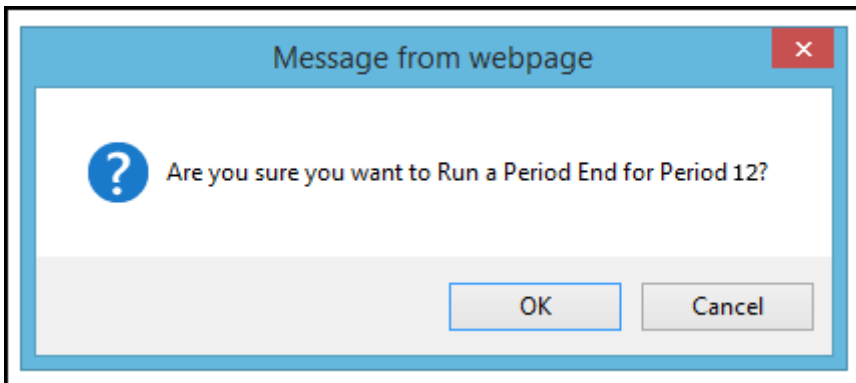 Message from webpage
Are you sure you want to Run a Period End for Period 12?
OK
Cancel